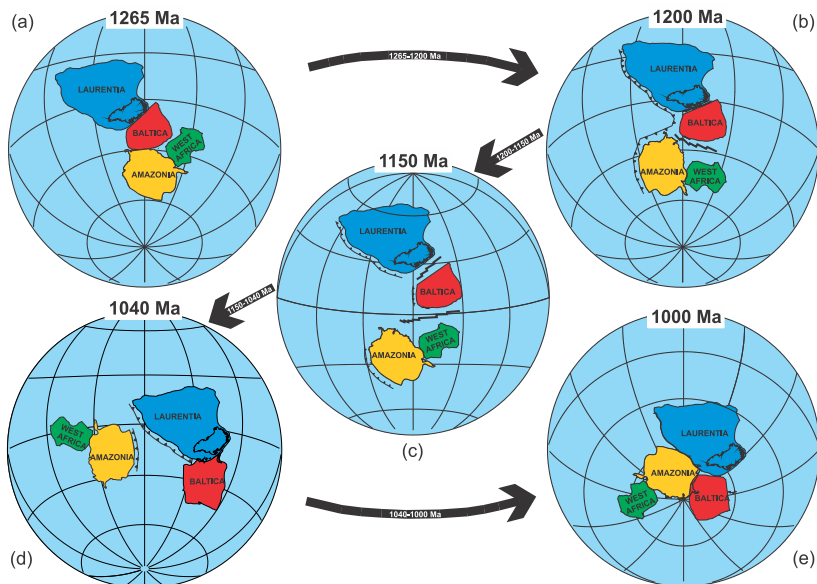 (a)
1265 Ma
LAURENTIA
BALTICA
WEST
AFRICA
AMAZONIA
1265-1200 Ma
1200 Ma
(b)
LAURENTIA
BALTICA
AMAZONIA
WEST
AFRICA
1200-1150 Ma
1150 Ma
LAURENTIA
BALTICA
WEST
AFRICA
AMAZONIA
(c)
1150-1040 Ma
1040 Ma
LAURENTIA
WEST
AFRICA
AMAZONIA
BALTICA
(d)
1040-1000 Ma
1000 Ma
LAURENTIA
AMAZONIA
WEST
AFRICA
BALTICA
(e)